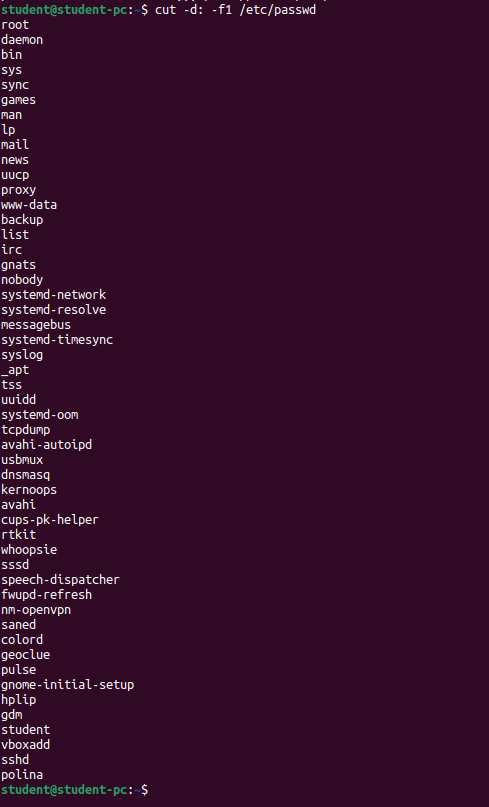 student@student-pc:~$ cut -d: -f1 /etc/passwd
root
daemon
bin
sys
sync
games
man
lp
mail
news
uucp
proxy
www-data
backup
list
irc
gnats
nobody
systemd-network
systemd-resolve
messagebus
systemd-timesync
syslog
_apt
tss
uuidd
systemd-oom
tcpdump
avahi-autoipd
usbmux
dnsmasq
kernoops
avahi
cups-pk-helper
rtkit
whoopsie
sssd
speech-dispatcher
fwupd-refresh
nm-openvpn
saned
colord
geoclue
pulse
gnome-initial-setup
hplip
gdm
student
vboxadd
sshd
polina
student@student-pc:~$